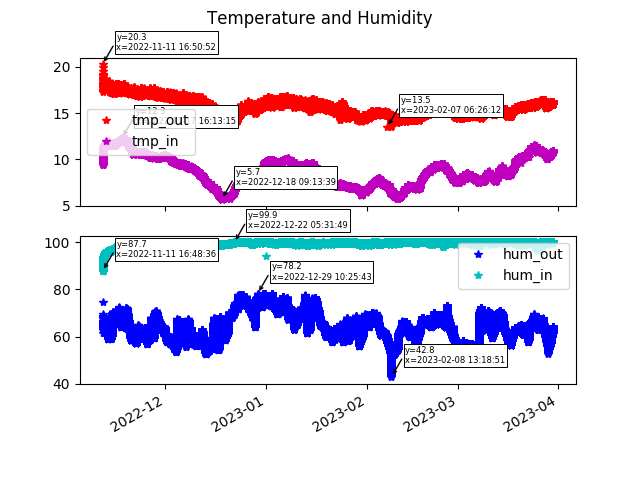 Temperature and Humidity
y=20.3
x=2022-11-11 16:50:52
20
15
10
5
tmp_out
tmp_in
16:13:15
y=13.5
x=2023-02-07 06:26:12
y=5.7
x=2022-12-18 09:13:39
y=99.9
x=2022-12-22 05:31:49
100
80
60
40
y=87.7
x=2022-11-11 16:48:36
y=78.2
x=2022-12-29 10:25:43
hum_out
hum_in
y=42.8
x=2023-02-08 13:18:51
2022-12
2023-01
2023-02
2023-03
2023-04